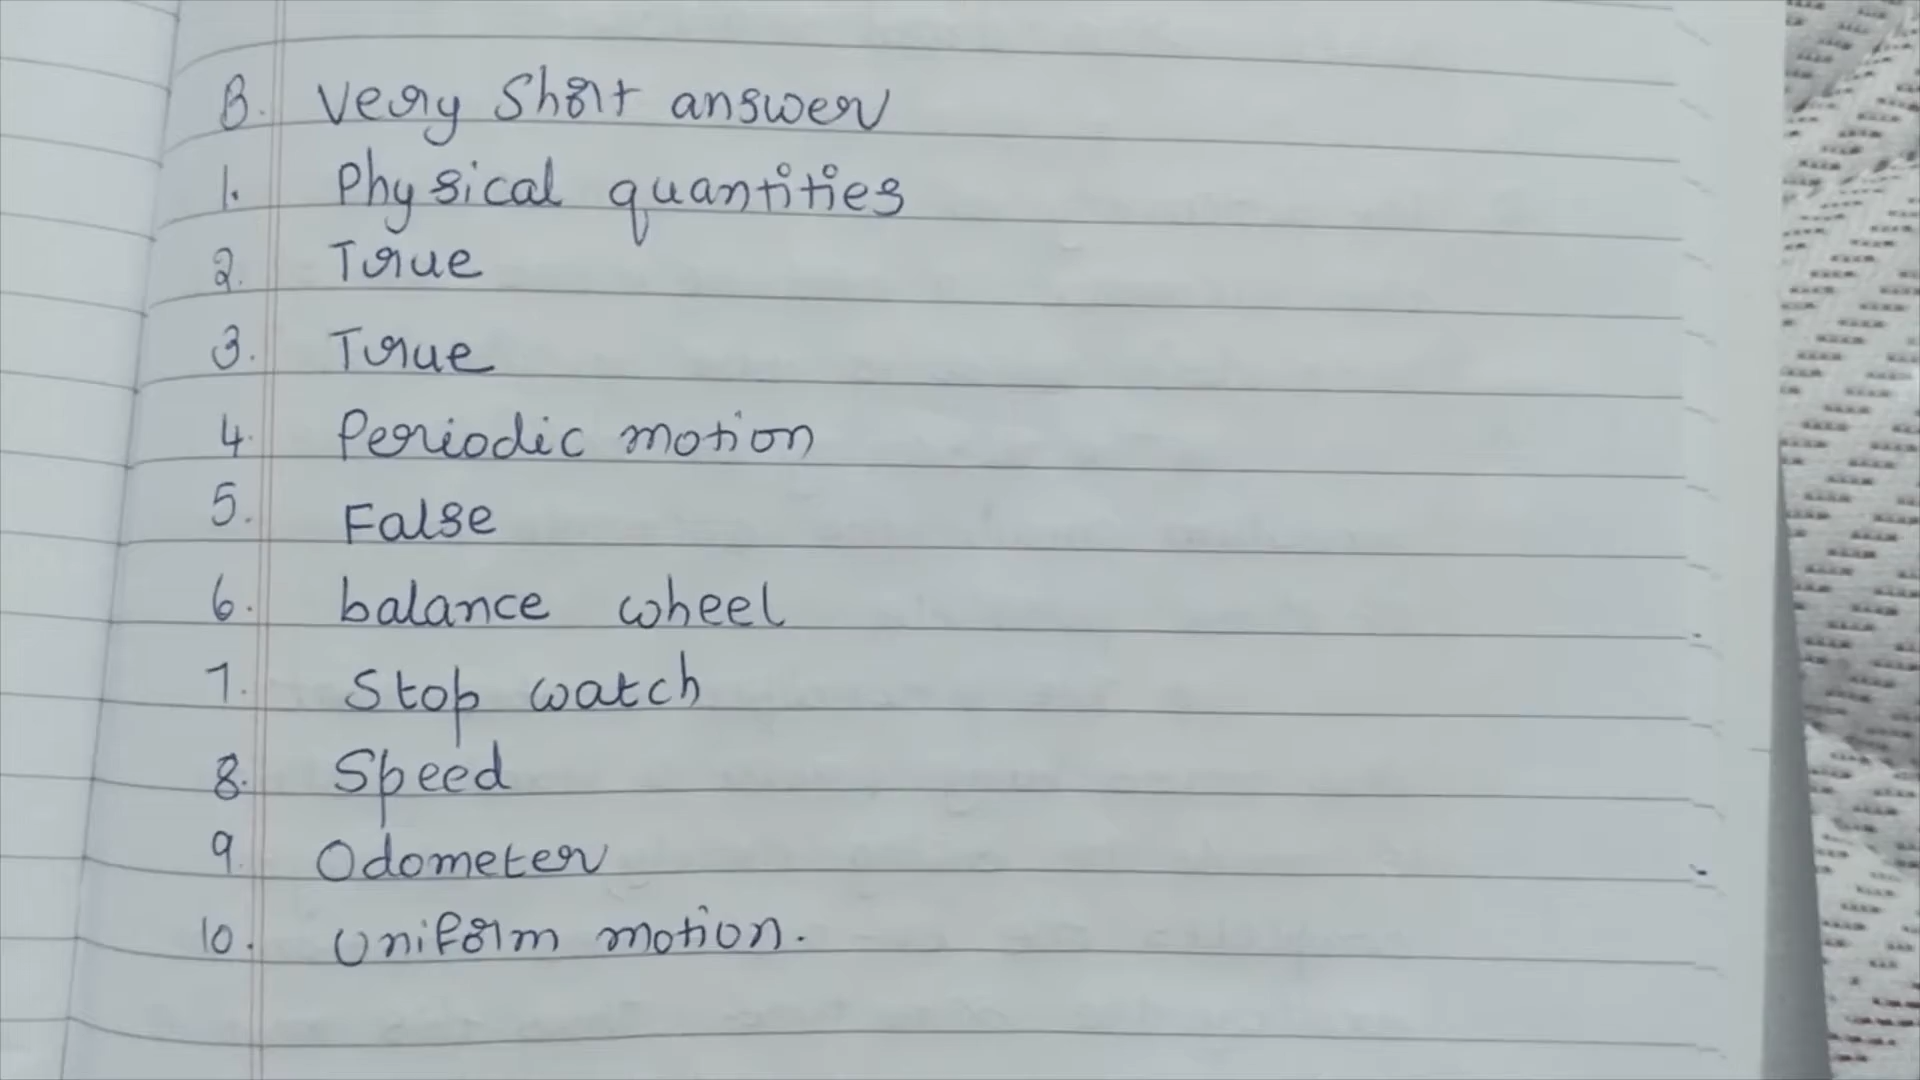 B. Very Short answer
1. Physical quantities
2. True
3. True
4. Periodic motion
5. False
6. balance wheel
7. Stop watch
8. Speed
9. Odometer
10. Uniform motion.